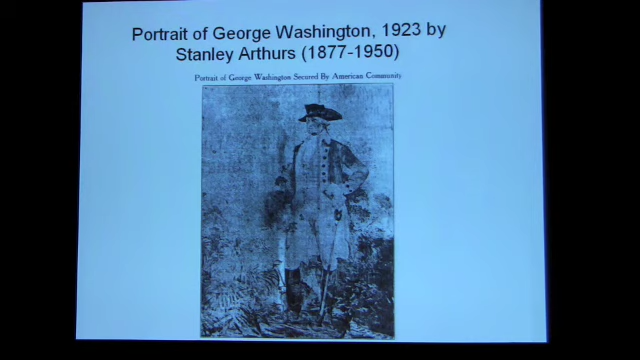 Portrait of George Washington, 1923 by
Stanley Arthurs (1877-1950)
Portrait of George Washington Secured By American Community